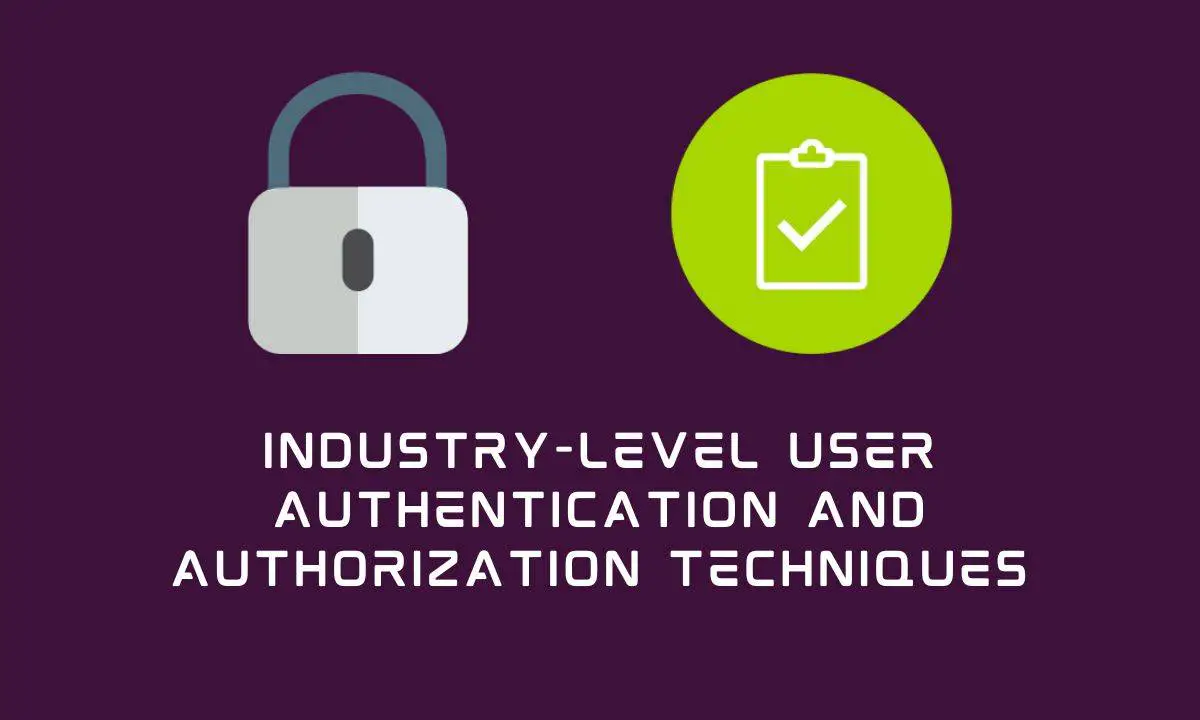 INDUSTRY-LEVEL USER
AUTHENTICATION AND
AUTHORIZATION TECHNIQUES